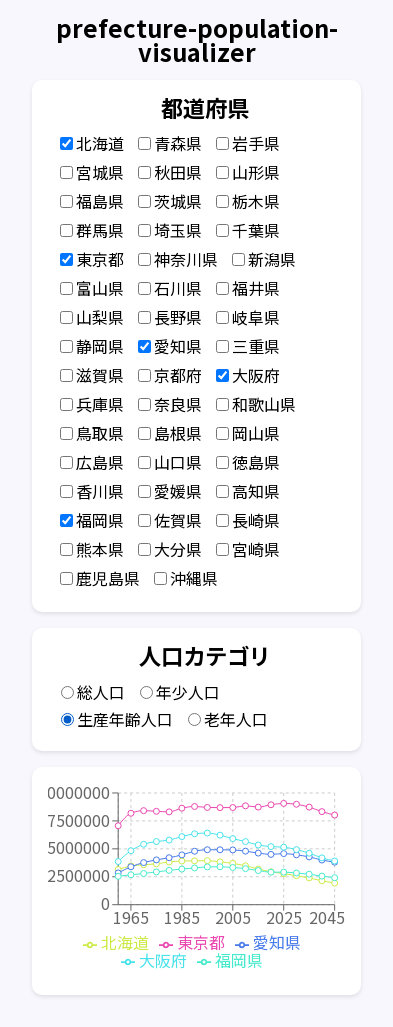 prefecture-population-
visualizer
都道府県
北海道 青森県 岩手県
宮城県 秋田県 山形県
福島県 茨城県 栃木県
群馬県 埼玉県 千葉県
東京都 神奈川県 新潟県
富山県 石川県 福井県
山梨県 長野県 岐阜県
静岡県 愛知県 三重県
滋賀県 京都府 大阪府
兵庫県 奈良県 和歌山県
鳥取県 島根県 岡山県
広島県 山口県 徳島県
香川県 愛媛県 高知県
福岡県 佐賀県 長崎県
熊本県 大分県 宮崎県
鹿児島県 沖縄県
人口カテゴリ
総人口 年少人口
生産年齢人口 老年人口
0000000
7500000
5000000
2500000
0
1965 1985 2005 2025 2045
北海道 東京都 愛知県
大阪府 福岡県